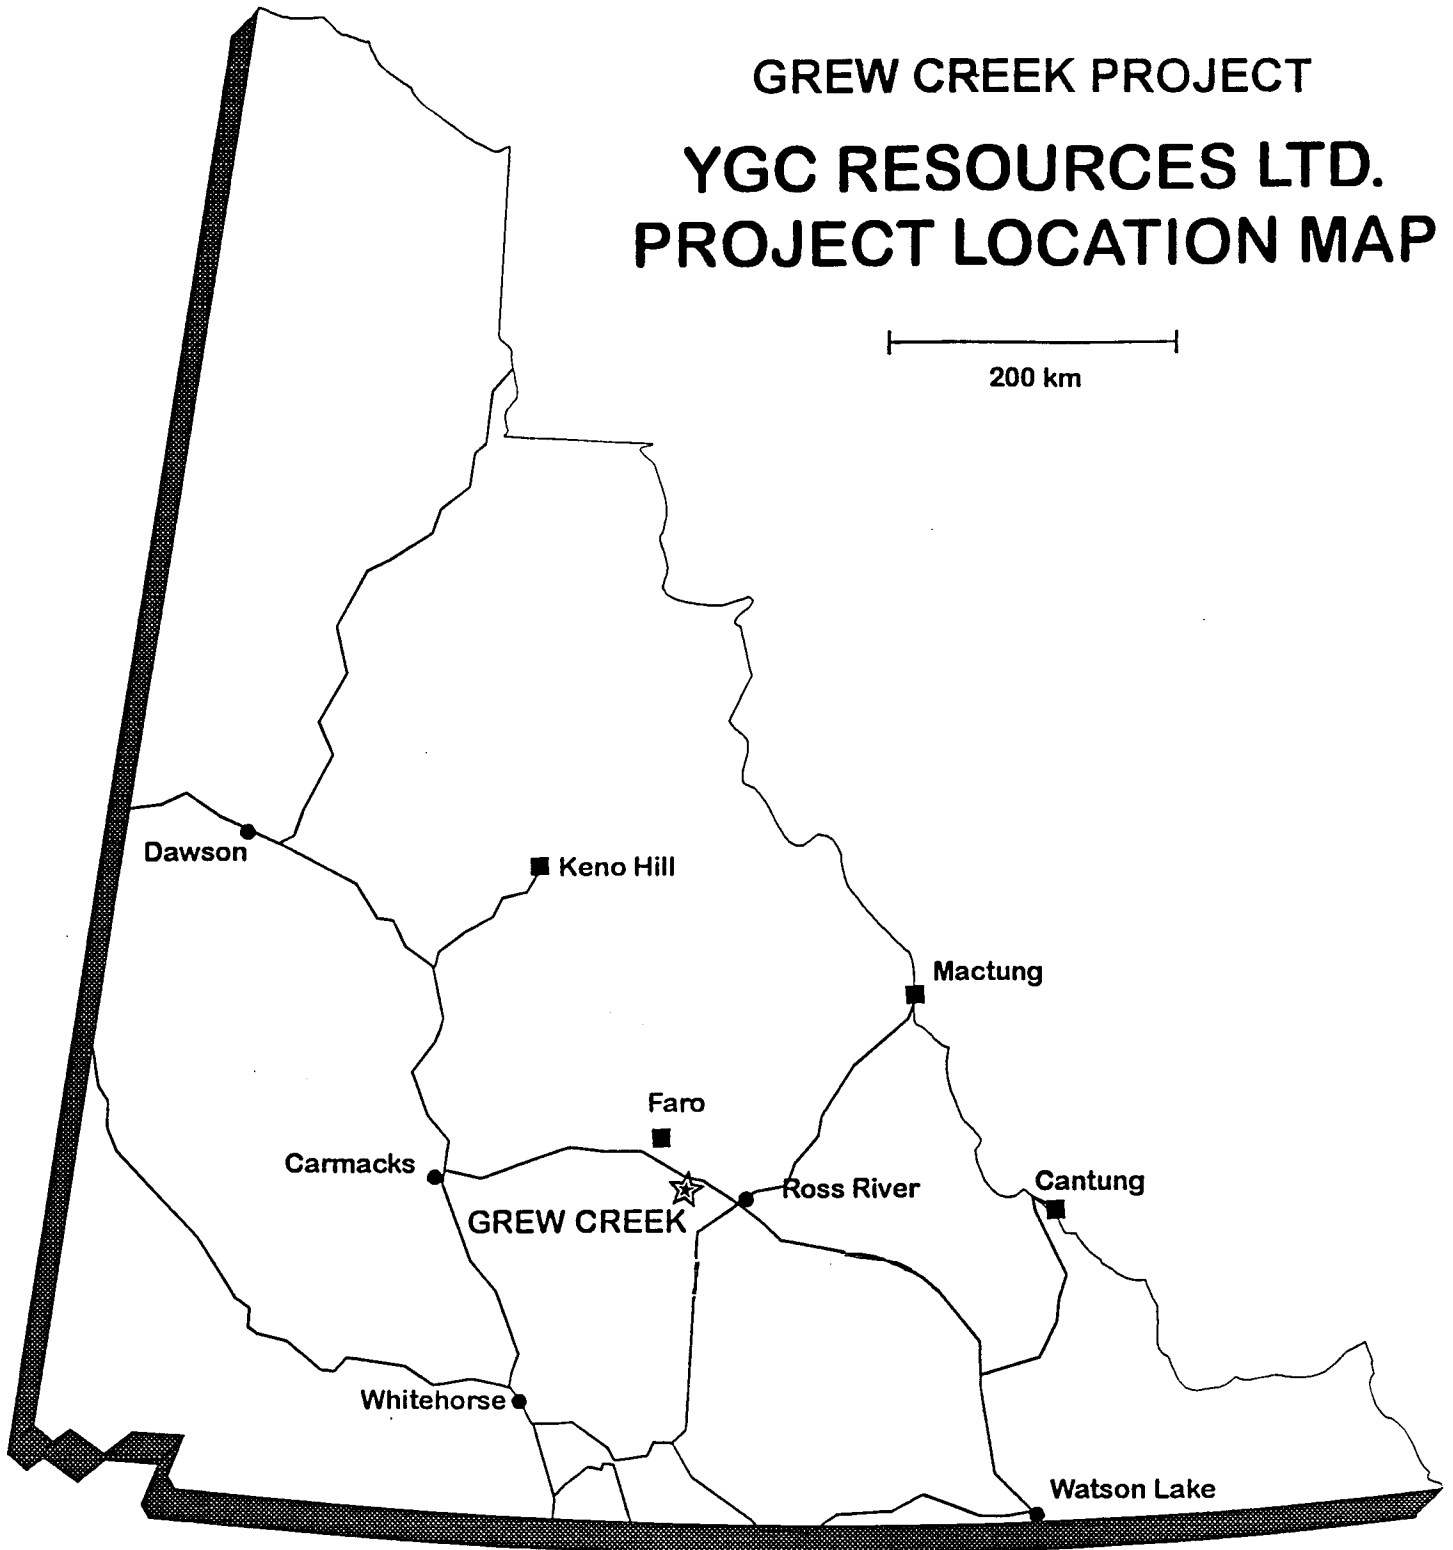 GREW CREEK PROJECT
YGC RESOURCES LTD.
PROJECT LOCATION MAP
200 km
Dawson
Keno Hill
Mactung
Faro
Carmacks
Cantung
Ross River
GREW CREEK
Whitehorse
Watson Lake